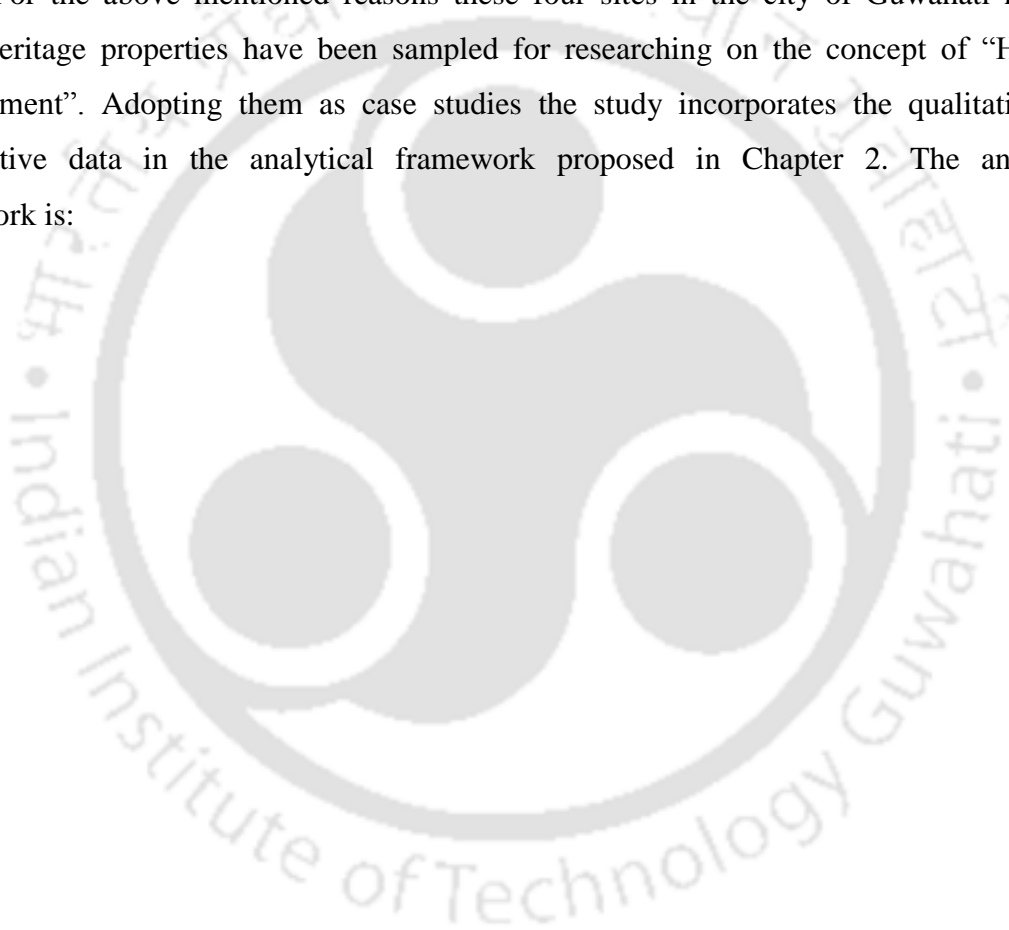 or the above mentioned reasons these four sites in the city of Guwahati
eritage properties have been sampled for researching on the concept of “H
ment”. Adopting them as case studies the study incorporates the qualitati
tive data in the analytical framework proposed in Chapter 2. The an
ork is:
• Indian Institute of Technology Guwahati •